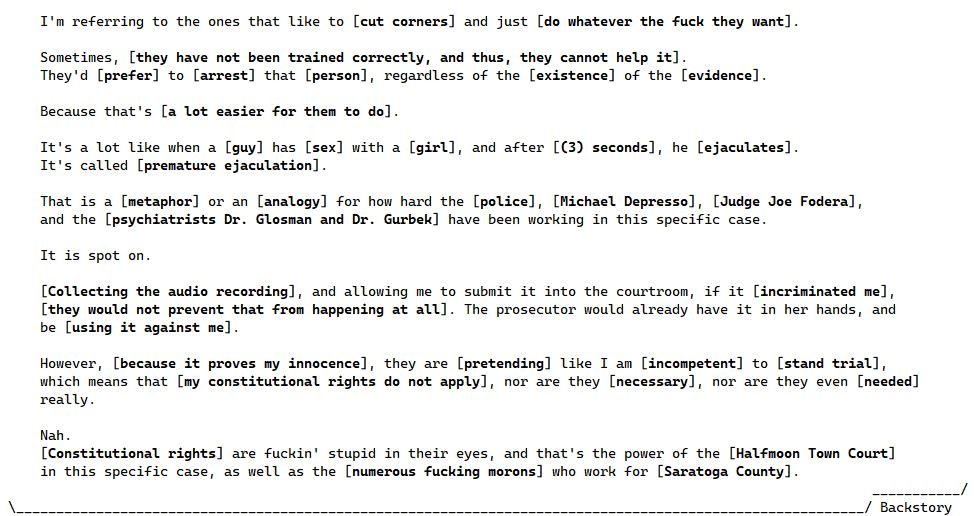 I'm referring to the ones that like to [cut corners] and just [do whatever the fuck they want].
Sometimes, [they have not been trained correctly, and thus, they cannot help it].
They'd [prefer] to [arrest] that [person], regardless of the [existence] of the [evidence].
Because that's [a lot easier for them to do].
It's a lot like when a [guy] has [sex] with a [girl], and after [(3) seconds], he [ejaculates].
It's called [premature ejaculation].
That is a [metaphor] or an [analogy] for how hard the [police], [Michael Depresso], [Judge Joe Fodera],
and the [psychiatrists Dr. Glosman and Dr. Gurbek] have been working in this specific case.
It is spot on.
[Collecting the audio recording], and allowing me to submit it into the courtroom, if it [incriminated me],
[they would not prevent that from happening at all]. The prosecutor would already have it in her hands, and
be [using it against me].
However, [because it proves my innocence], they are [pretending] like I am [incompetent] to [stand trial],
which means that [my constitutional rights do not apply], nor are they [necessary], nor are they even [needed]
really.
Nah.
[Constitutional rights] are fuckin' stupid in their eyes, and that's the power of the [Halfmoon Town Court]
in this specific case, as well as the [numerous fucking morons] who work for [Saratoga County].
Backstory